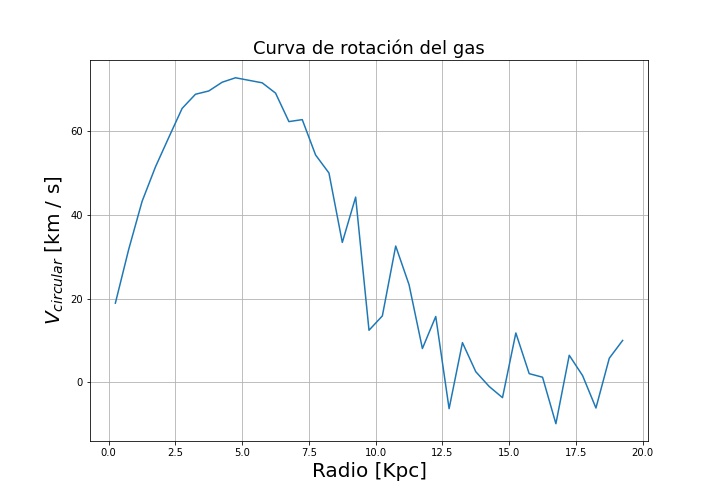 Curva de rotación del gas
V_circular [km / s]
60
40
20
0
0.0 2.5 5.0 7.5 10.0 12.5 15.0 17.5 20.0
Radio [Kpc]